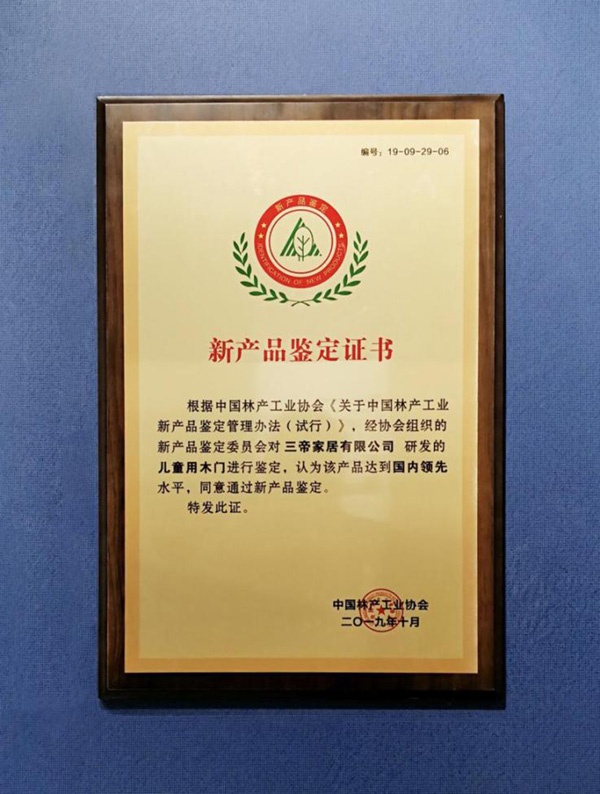 编号：19-09-29-06
新产品鉴定
IDENTIFICATION OF NEW PRODUCTS
新产品鉴定证书
根据中国林产工业协会《关于中国林产工业
新产品鉴定管理办法（试行）》，经协会组织的
新产品鉴定委员会对 三帝家居有限公司 研发的
儿童用木门进行鉴定，认为该产品达到国内领先
水平，同意通过新产品鉴定。
特发此证。
中国林产工业协会
二〇一九年十月